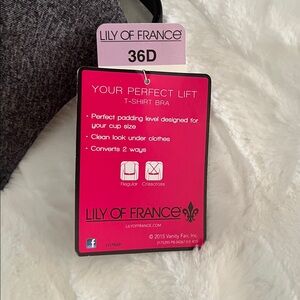 LILY OF FRANCE
36D
YOUR PERFECT LIFT
T-SHIRT BRA
• Perfect padding level designed for
your cup size
• Clean look under clothes
• Converts 2 ways
Regular Crisscross
LILY OF FRANCE
LILYOFFRANCE.COM
© 2015 Vanity Fair, Inc.